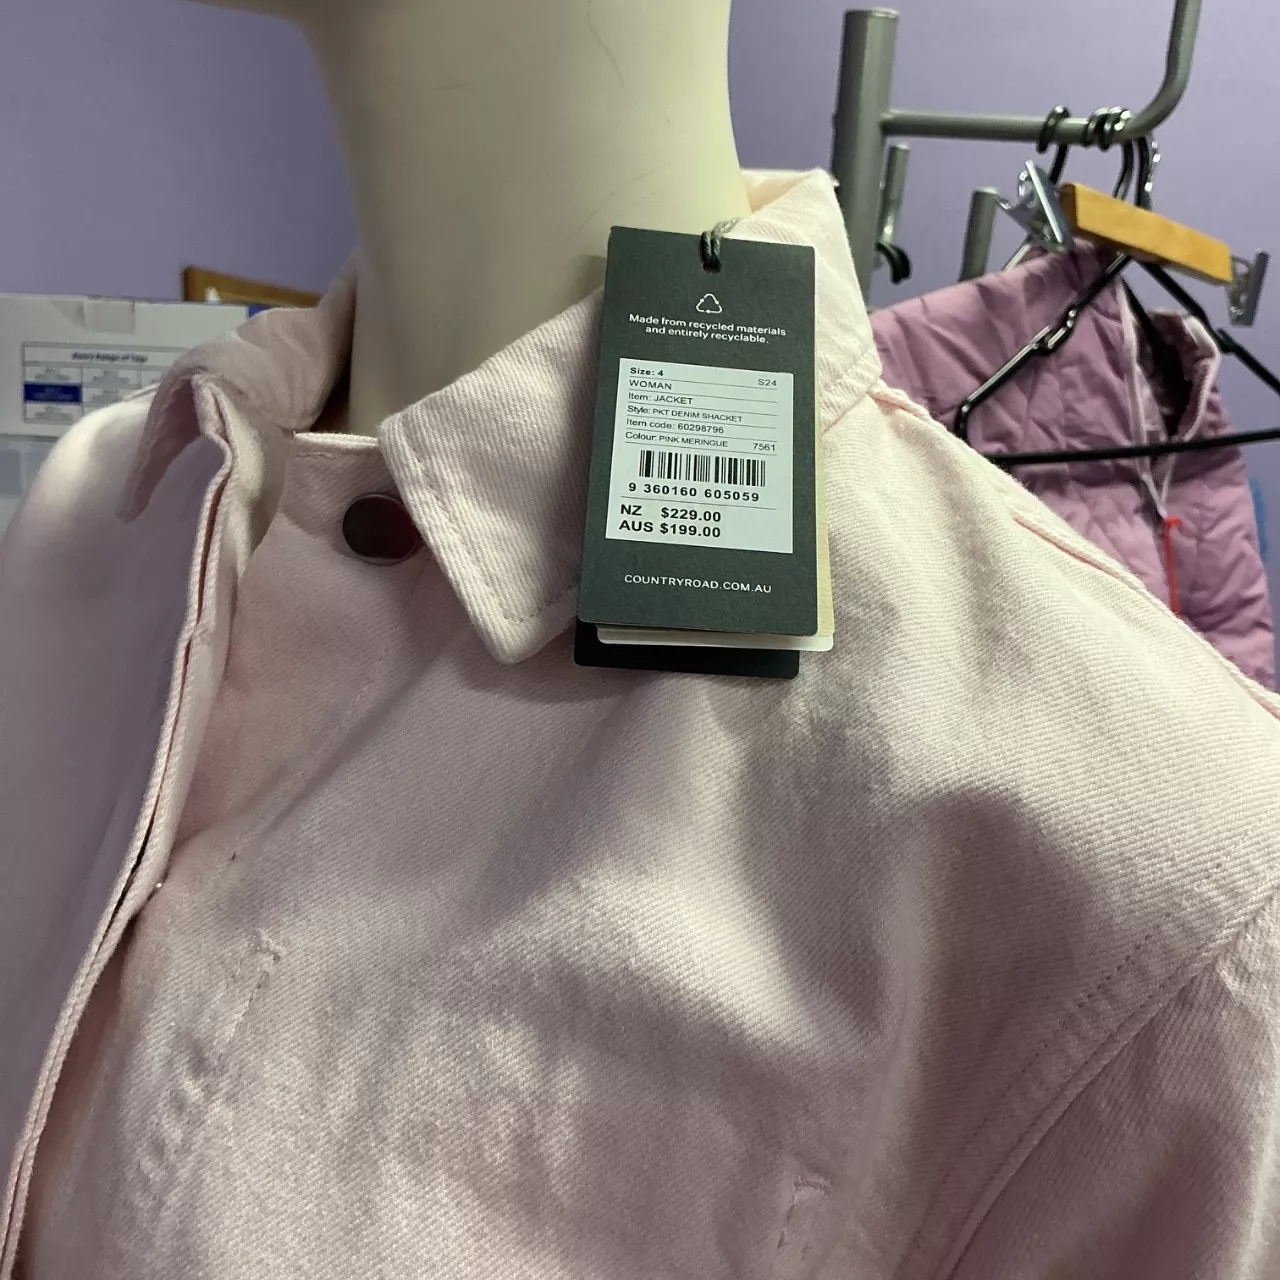 Made from recycled materials
and entirely recyclable.
Size: 4 S24
WOMAN
Item: JACKET
Style: PKT DENIM SHACKET
Item code: 60298796
Colour: PINK MERINGUE 7561
9 360160 605059
NZ $229.00
AUS $199.00
COUNTRYROAD.COM.AU